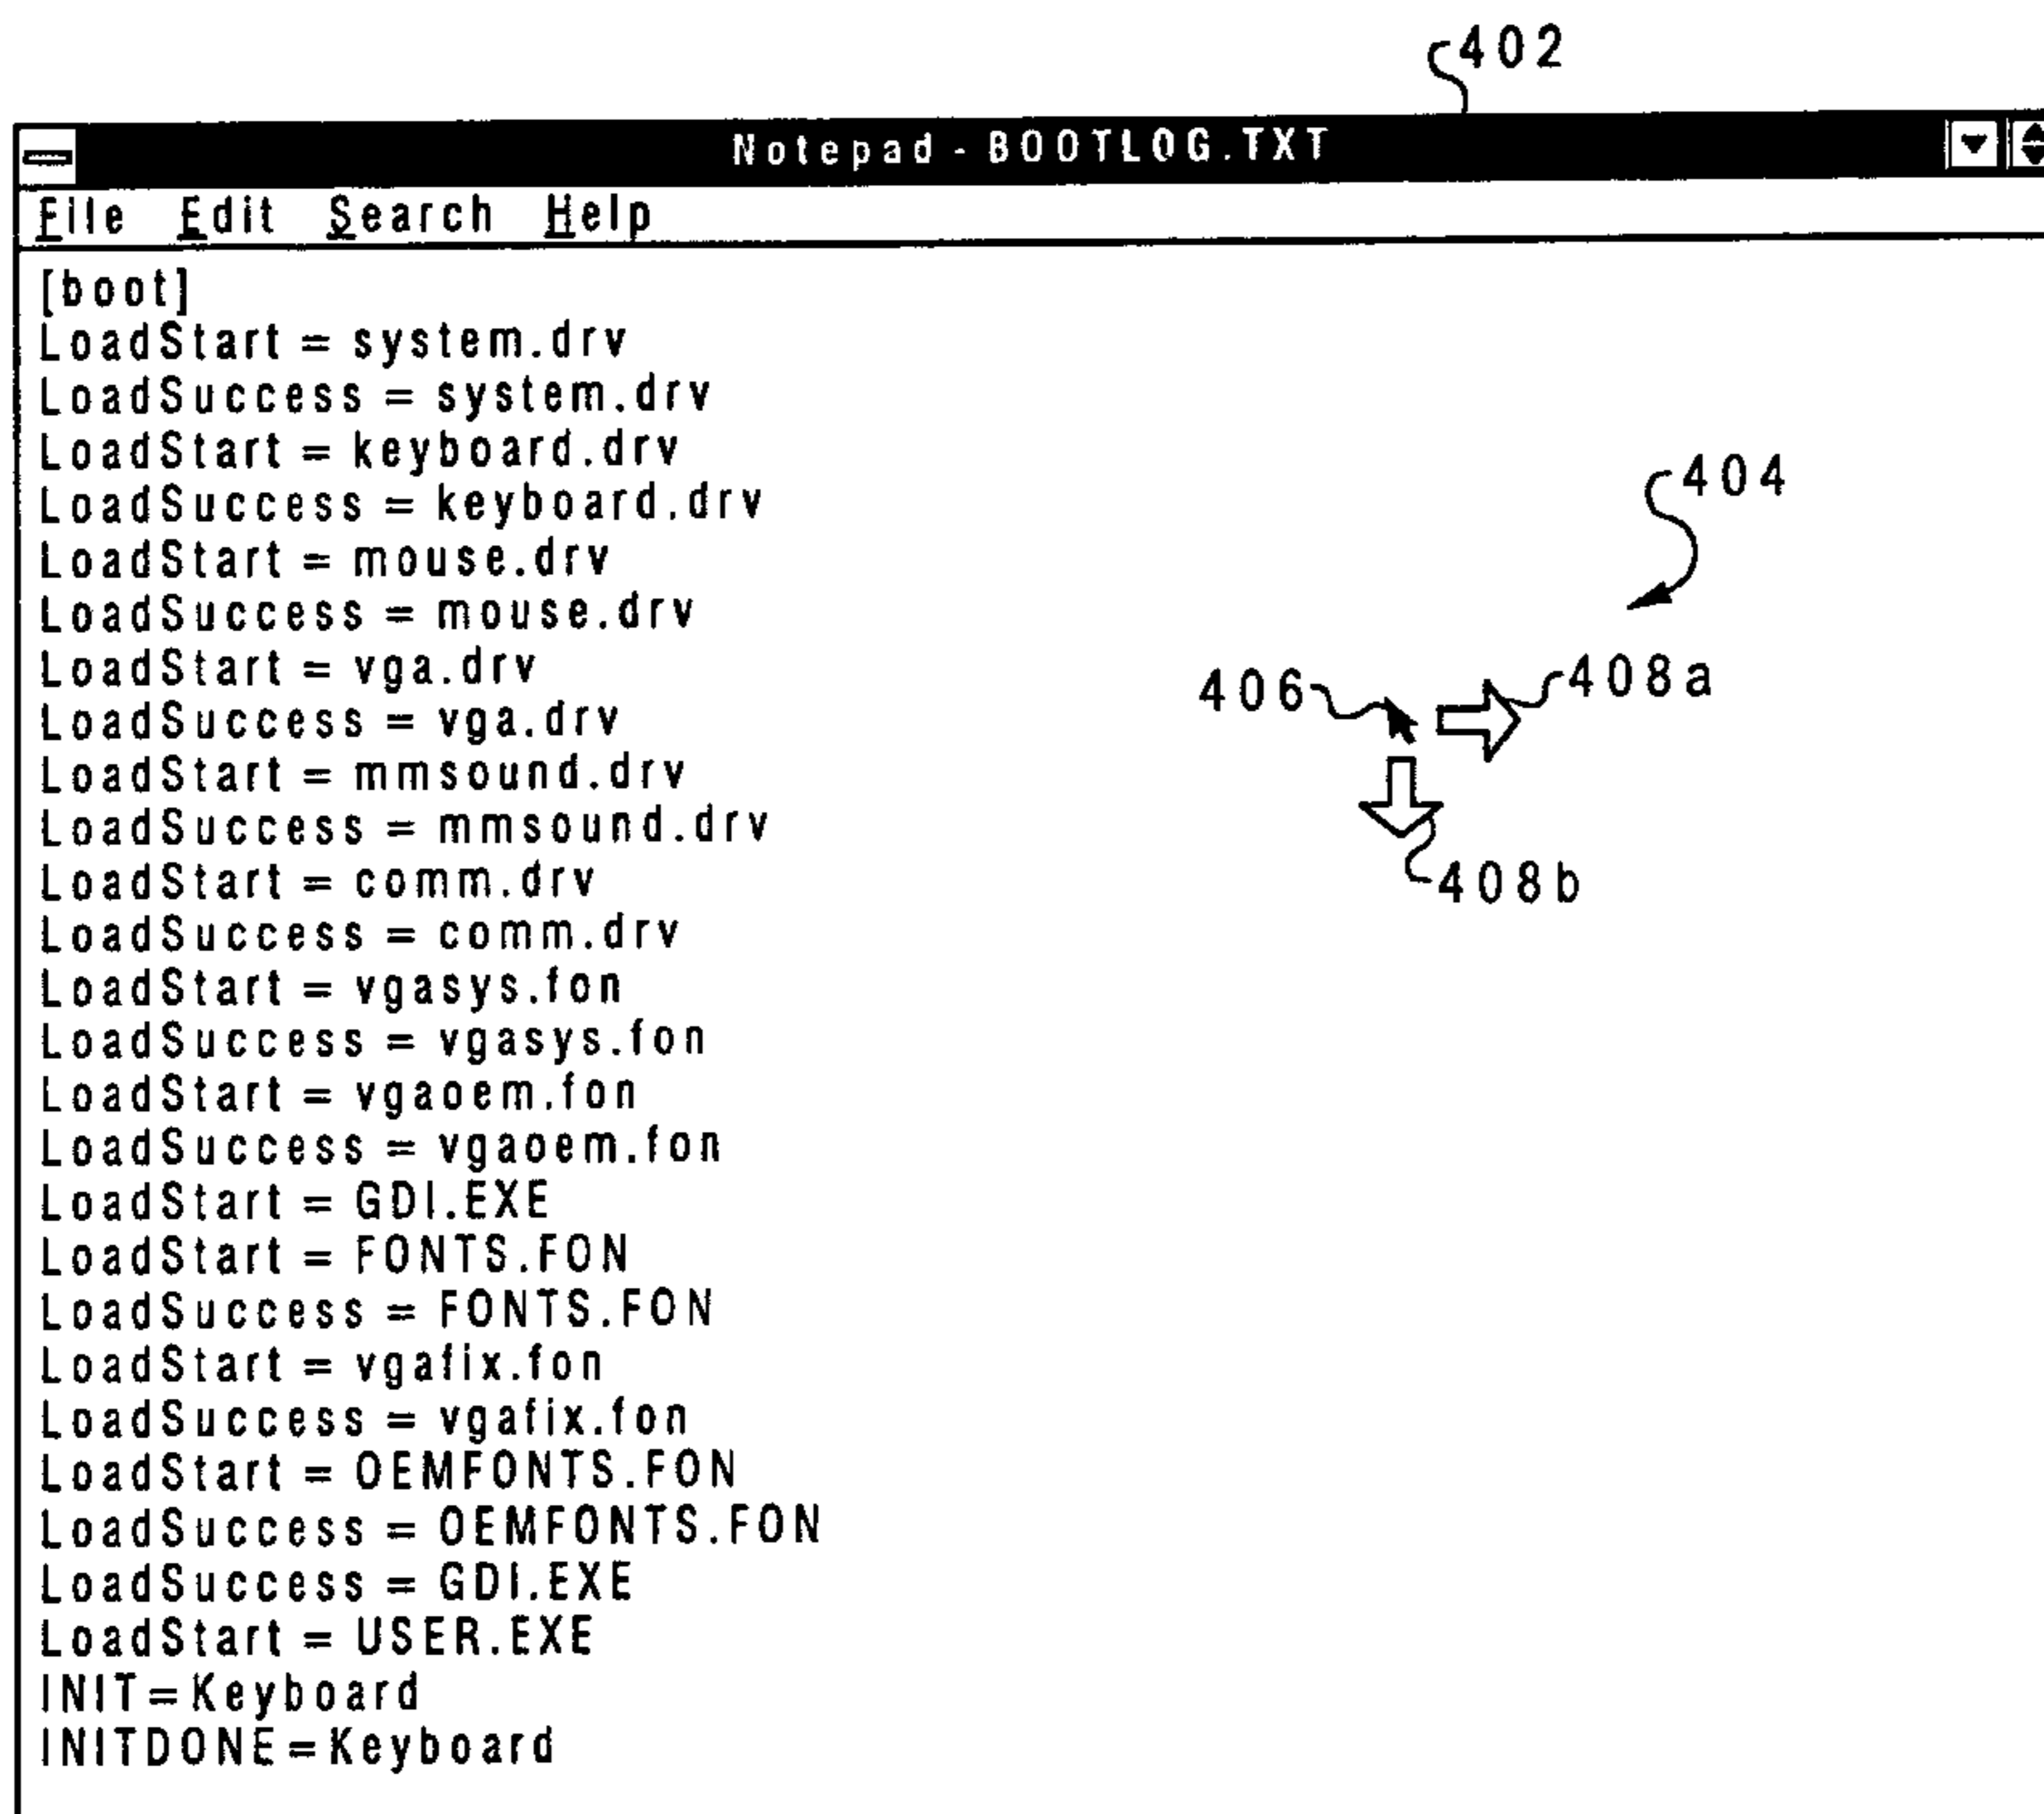 402
Notepad - BOOTLOG.TXT
File Edit Search Help
[boot]
LoadStart = system.drv
LoadSuccess = system.drv
LoadStart = keyboard.drv
LoadSuccess = keyboard.drv
LoadStart = mouse.drv
LoadSuccess = mouse.drv
LoadStart = vga.drv
LoadSuccess = vga.drv
LoadStart = mmsound.drv
LoadSuccess = mmsound.drv
LoadStart = comm.drv
LoadSuccess = comm.drv
LoadStart = vgasys.fon
LoadSuccess = vgasys.fon
LoadStart = vgaoem.fon
LoadSuccess = vgaoem.fon
LoadStart = GDI.EXE
LoadStart = FONTS.FON
LoadSuccess = FONTS.FON
LoadStart = vgafix.fon
LoadSuccess = vgafix.fon
LoadStart = OEMFONTS.FON
LoadSuccess = OEMFONTS.FON
LoadSuccess = GDI.EXE
LoadStart = USER.EXE
INIT=Keyboard
INITDONE=Keyboard
404
406
408a
408b